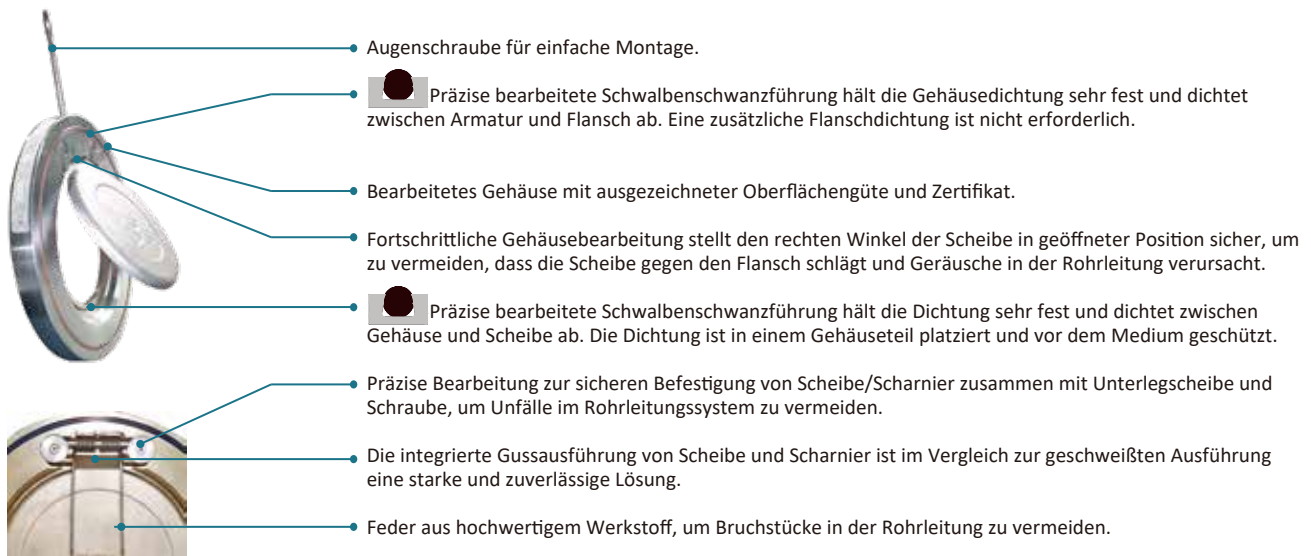 Augenschraube für einfache Montage.
Präzise bearbeitete Schwalbenschwanzführung hält die Gehäusedichtung sehr fest und dichtet
zwischen Armatur und Flansch ab. Eine zusätzliche Flanschdichtung ist nicht erforderlich.
Bearbeitetes Gehäuse mit ausgezeichneter Oberflächengüte und Zertifikat.
Fortschrittliche Gehäusebearbeitung stellt den rechten Winkel der Scheibe in geöffneter Position sicher, um
zu vermeiden, dass die Scheibe gegen den Flansch schlägt und Geräusche in der Rohrleitung verursacht.
Präzise bearbeitete Schwalbenschwanzführung hält die Dichtung sehr fest und dichtet zwischen
Gehäuse und Scheibe ab. Die Dichtung ist in einem Gehäuseteil platziert und vor dem Medium geschützt.
Präzise Bearbeitung zur sicheren Befestigung von Scheibe/Scharnier zusammen mit Unterlegscheibe und
Schraube, um Unfälle im Rohrleitungssystem zu vermeiden.
Die integrierte Gussausführung von Scheibe und Scharnier ist im Vergleich zur geschweißten Ausführung
eine starke und zuverlässige Lösung.
Feder aus hochwertigem Werkstoff, um Bruchstücke in der Rohrleitung zu vermeiden.